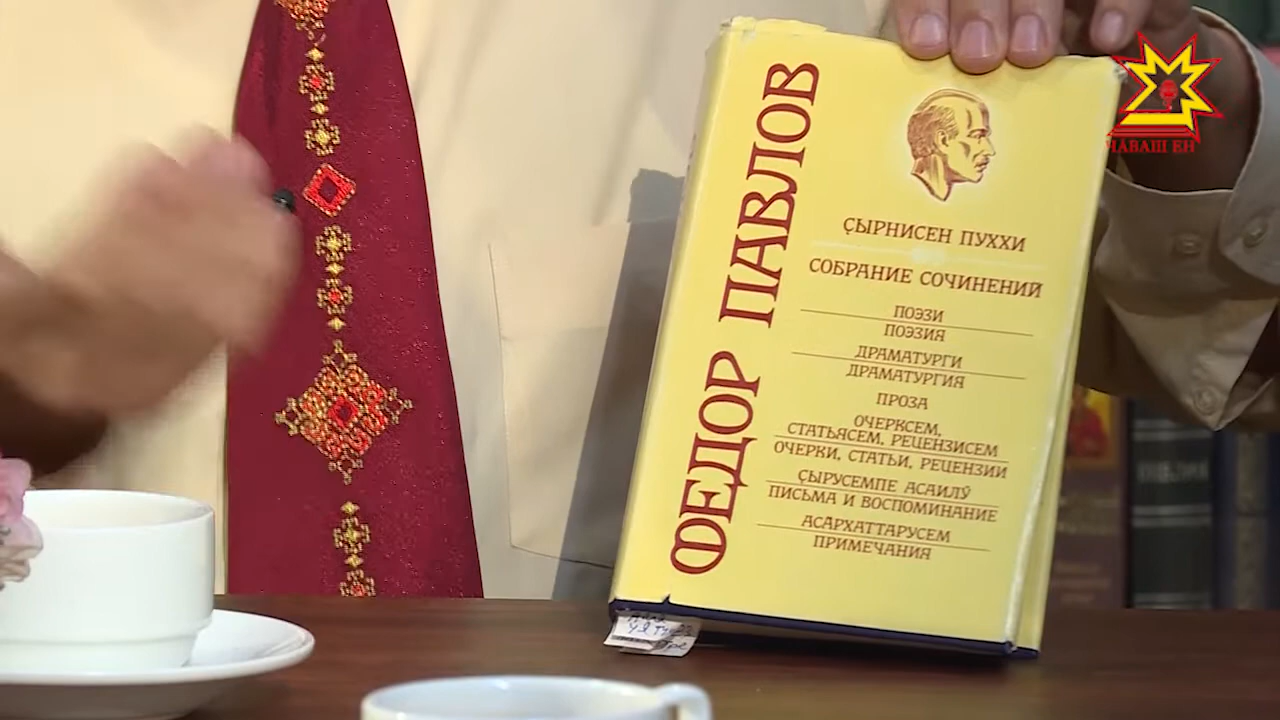 ФЕДОР ПАВЛОВ
ҪЫРНИСЕН ПУХХИ
СОБРАНИЕ СОЧИНЕНИЙ
ПОЭЗИ
ПОЭЗИЯ
ДРАМАТУРГИ
ДРАМАТУРГИЯ
ПРОЗА
ОЧЕРКСЕМ,
СТАТЬЯСЕМ, РЕЦЕНЗИСЕМ
ОЧЕРКИ, СТАТЬИ, РЕЦЕНЗИИ
ҪЫРУСЕМПЕ АСАИЛӲ
ПИСЬМА И ВОСПОМИНАНИЕ
АСАРХАТТАРУСЕМ
ПРИМЕЧАНИЯ
ЧӐВАШ ЕН